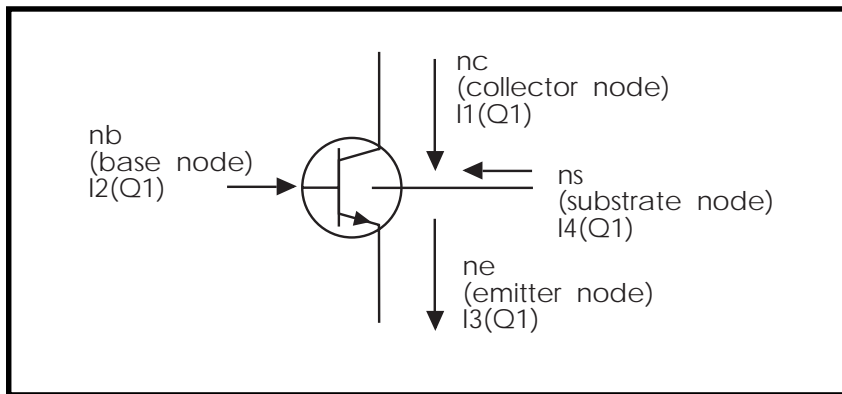 nc
(collector node)
I1(Q1)
nb
(base node)
I2(Q1)
ns
(substrate node)
I4(Q1)
ne
(emitter node)
I3(Q1)